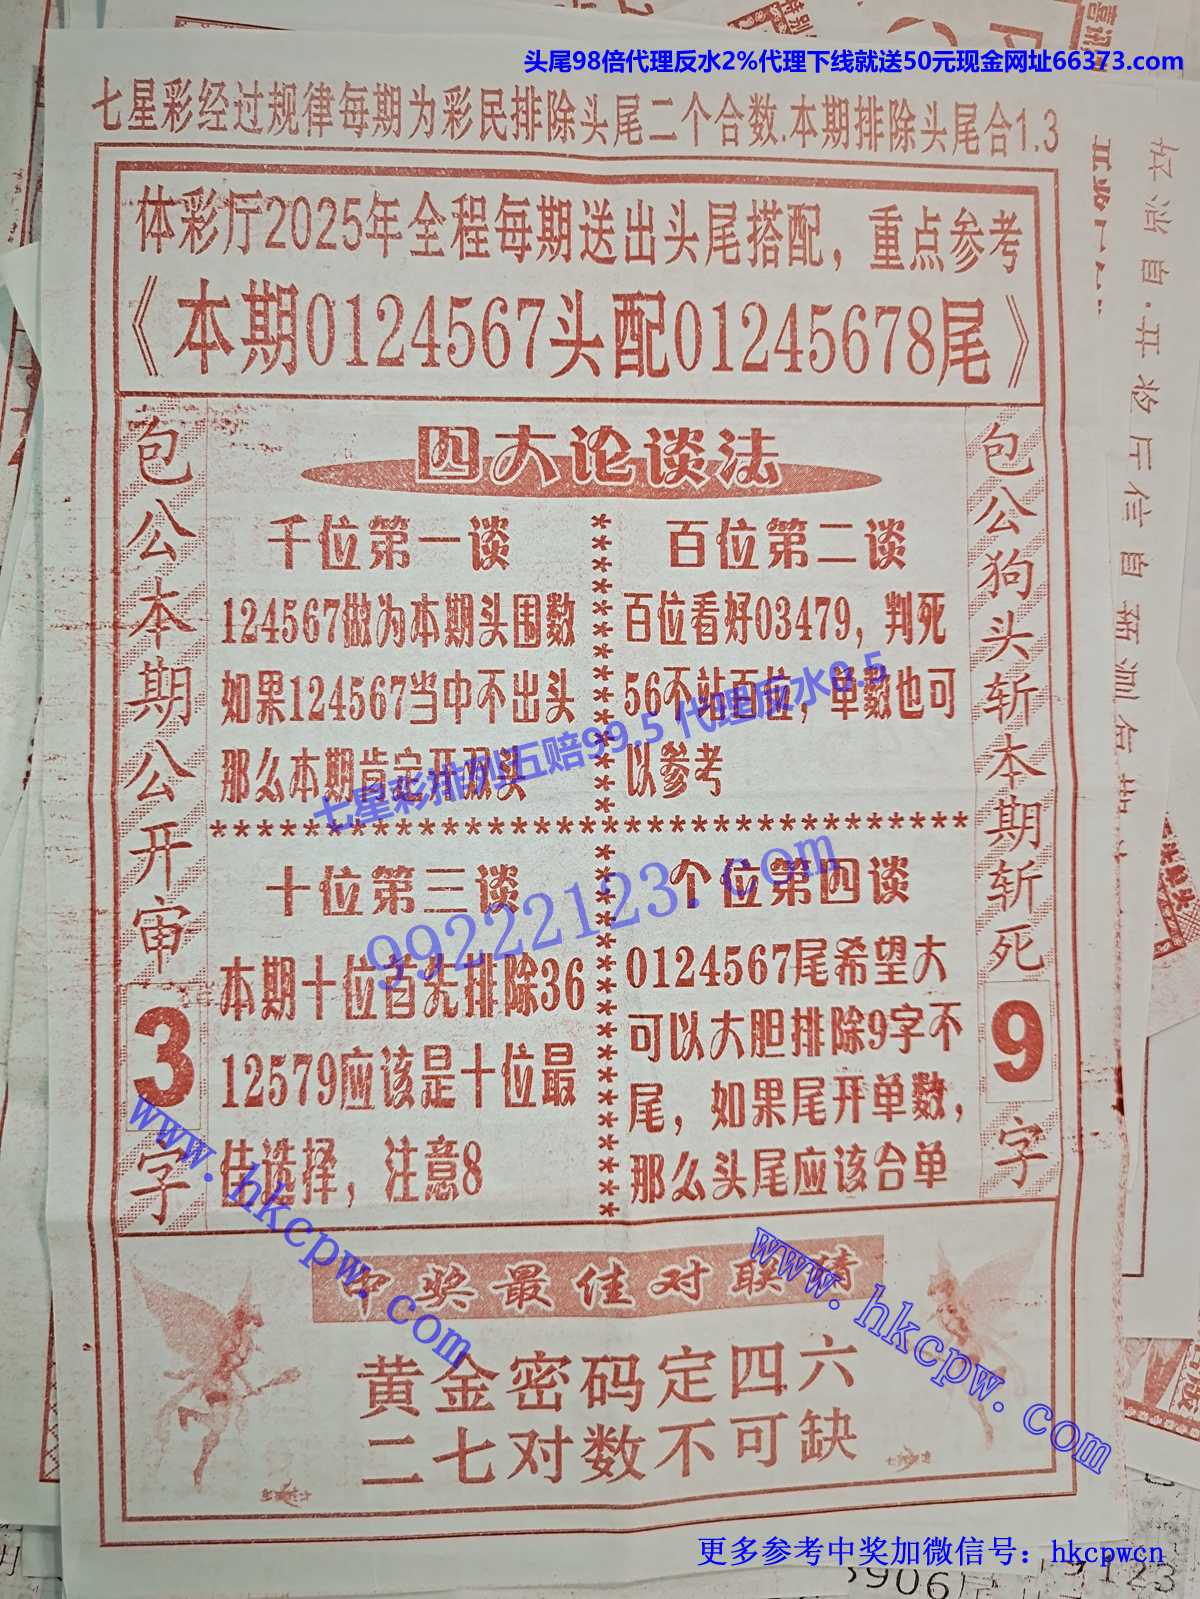 头尾98倍代理反水2%代理下线就送50元现金网址66373.com
七星彩经过规律每期为彩民排除头尾二个合数.本期排除头尾合1.3
体彩厅2025年全程每期送出头尾搭配，重点参考
《本期0124567头配01245678尾》
包公本期公开审3字
四大论谈法
千位第一谈
124567做为本期头围数
如果124567当中不出头
那么本期肯定开双头
百位第二谈
百位看好03479，判死
56不站百位，单数也可
以参考
十位第三谈
本期十位首先排除36
12579应该是十位最
佳选择，注意8
个位第四谈
0124567尾希望大
可以大胆排除9字不
尾，如果尾开单数，
那么头尾应该合单
包公狗头斩本期斩死9字
七星彩排列五赔99.5 代理反水8.5
99222123.com
www.hkcpw.com
www.hkcpw.com
中奖最佳对联猜
黄金密码定四六
二七对数不可缺
更多参考中奖加微信号：hkcpwcn